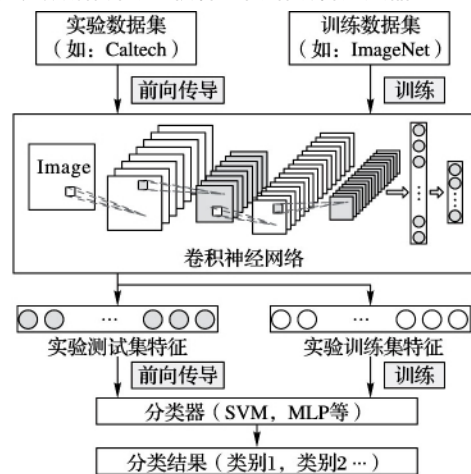 实验数据集
（如：Caltech）
训练数据集
（如：ImageNet）
前向传导
训练
Image
卷积神经网络
实验测试集特征
实验训练集特征
前向传导
训练
分类器（SVM，MLP等）
分类结果（类别1，类别2 …）